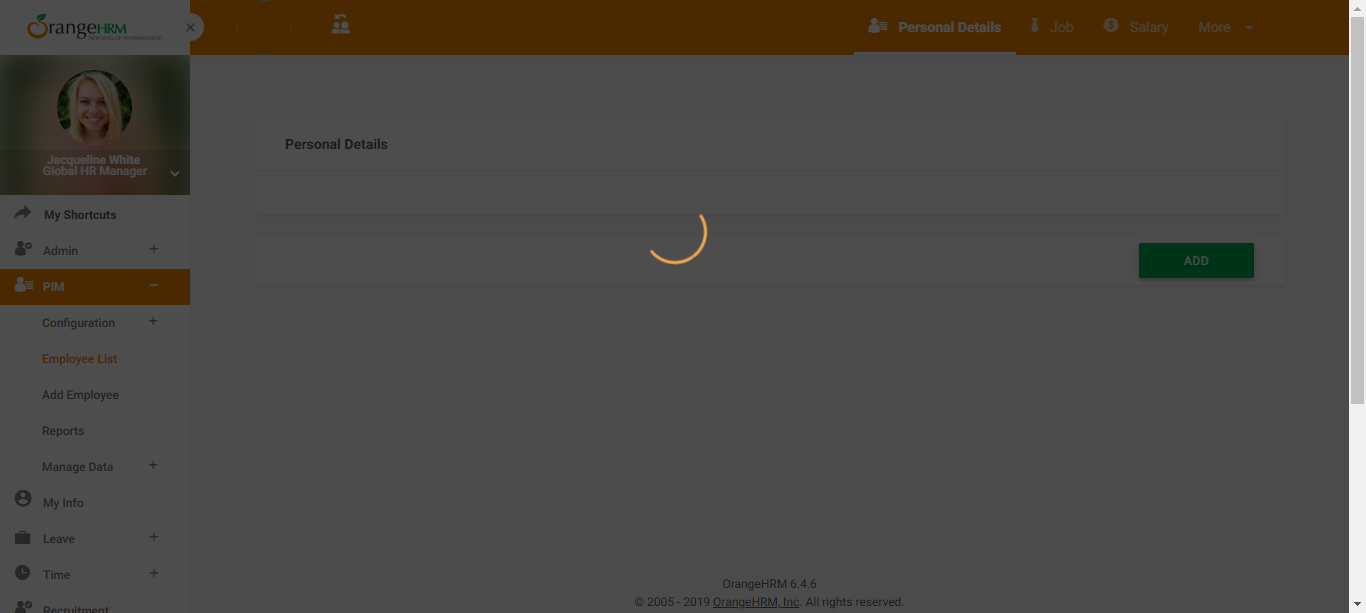 OrangeHRM
Personal Details
Job
Salary
More
Jacqueline White
Global HR Manager
Personal Details
My Shortcuts
Admin
PIM
Configuration
Employee List
Add Employee
Reports
Manage Data
My Info
Leave
Time
Recruitment
ADD
OrangeHRM 6.4.6
© 2005 - 2019 OrangeHRM, Inc. All rights reserved.